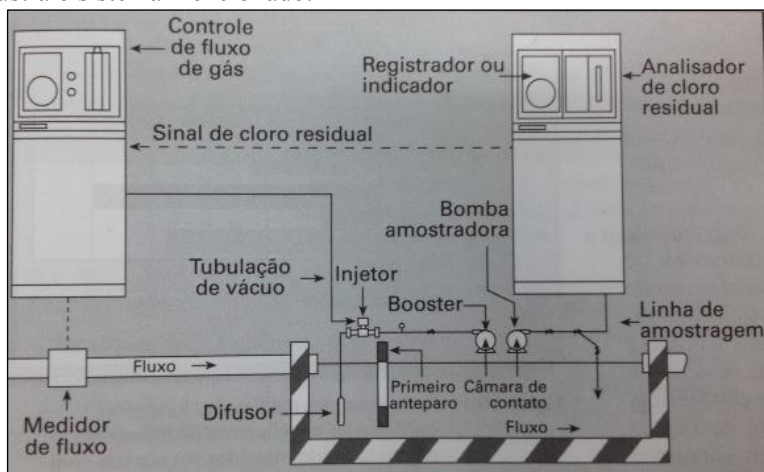 Controle
de fluxo
de gás
Registrador ou
indicador
Analisador
de cloro
residual
Sinal de cloro residual
Bomba
amostradora
Tubulação
de vácuo
Injetor
Booster
Linha de
amostragem
Fluxo
Primeiro
anteparo
Câmara de
contato
Difusor
Fluxo
Medidor
de fluxo